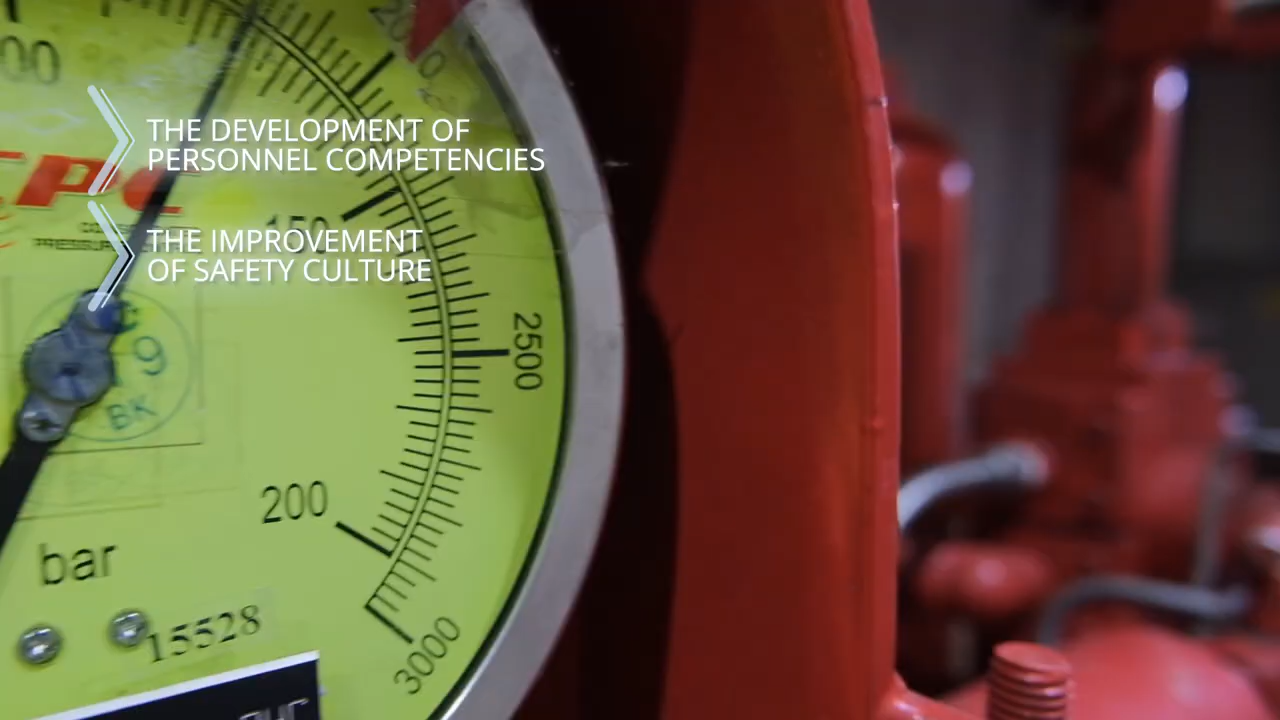 THE DEVELOPMENT OF
PERSONNEL COMPETENCIES
THE IMPROVEMENT
OF SAFETY CULTURE
150
2500
200
bar
15528
3000
9
BK